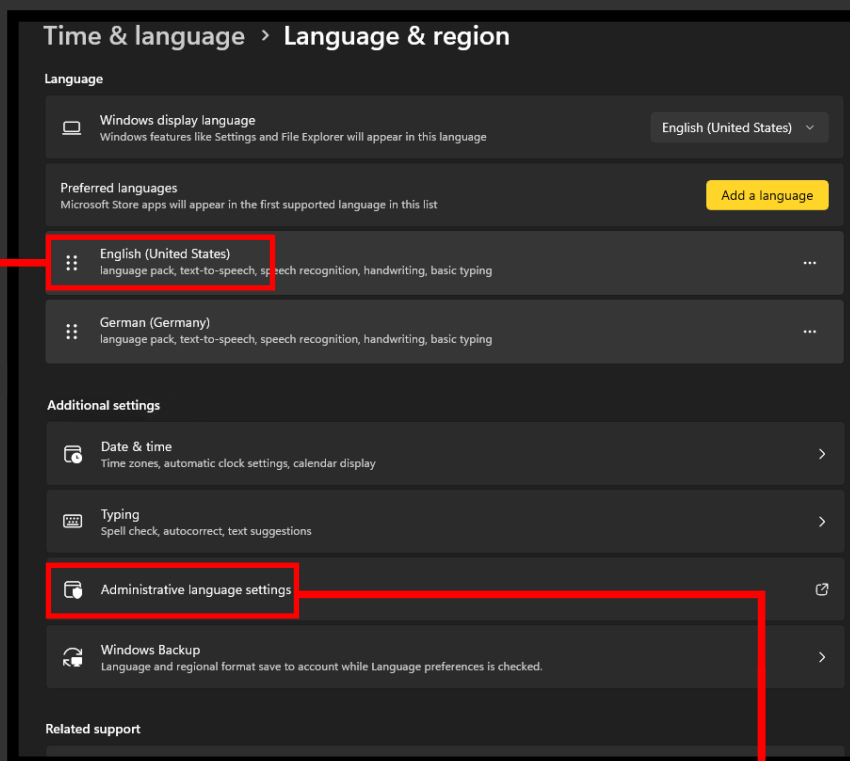 Time & language > Language & region
Language
Windows display language
Windows features like Settings and File Explorer will appear in this language
English (United States)
Preferred languages
Microsoft Store apps will appear in the first supported language in this list
Add a language
English (United States)
language pack, text-to-speech, speech recognition, handwriting, basic typing
German (Germany)
language pack, text-to-speech, speech recognition, handwriting, basic typing
Additional settings
Date & time
Time zones, automatic clock settings, calendar display
Typing
Spell check, autocorrect, text suggestions
Administrative language settings
Windows Backup
Language and regional format save to account while Language preferences is checked.
Related support